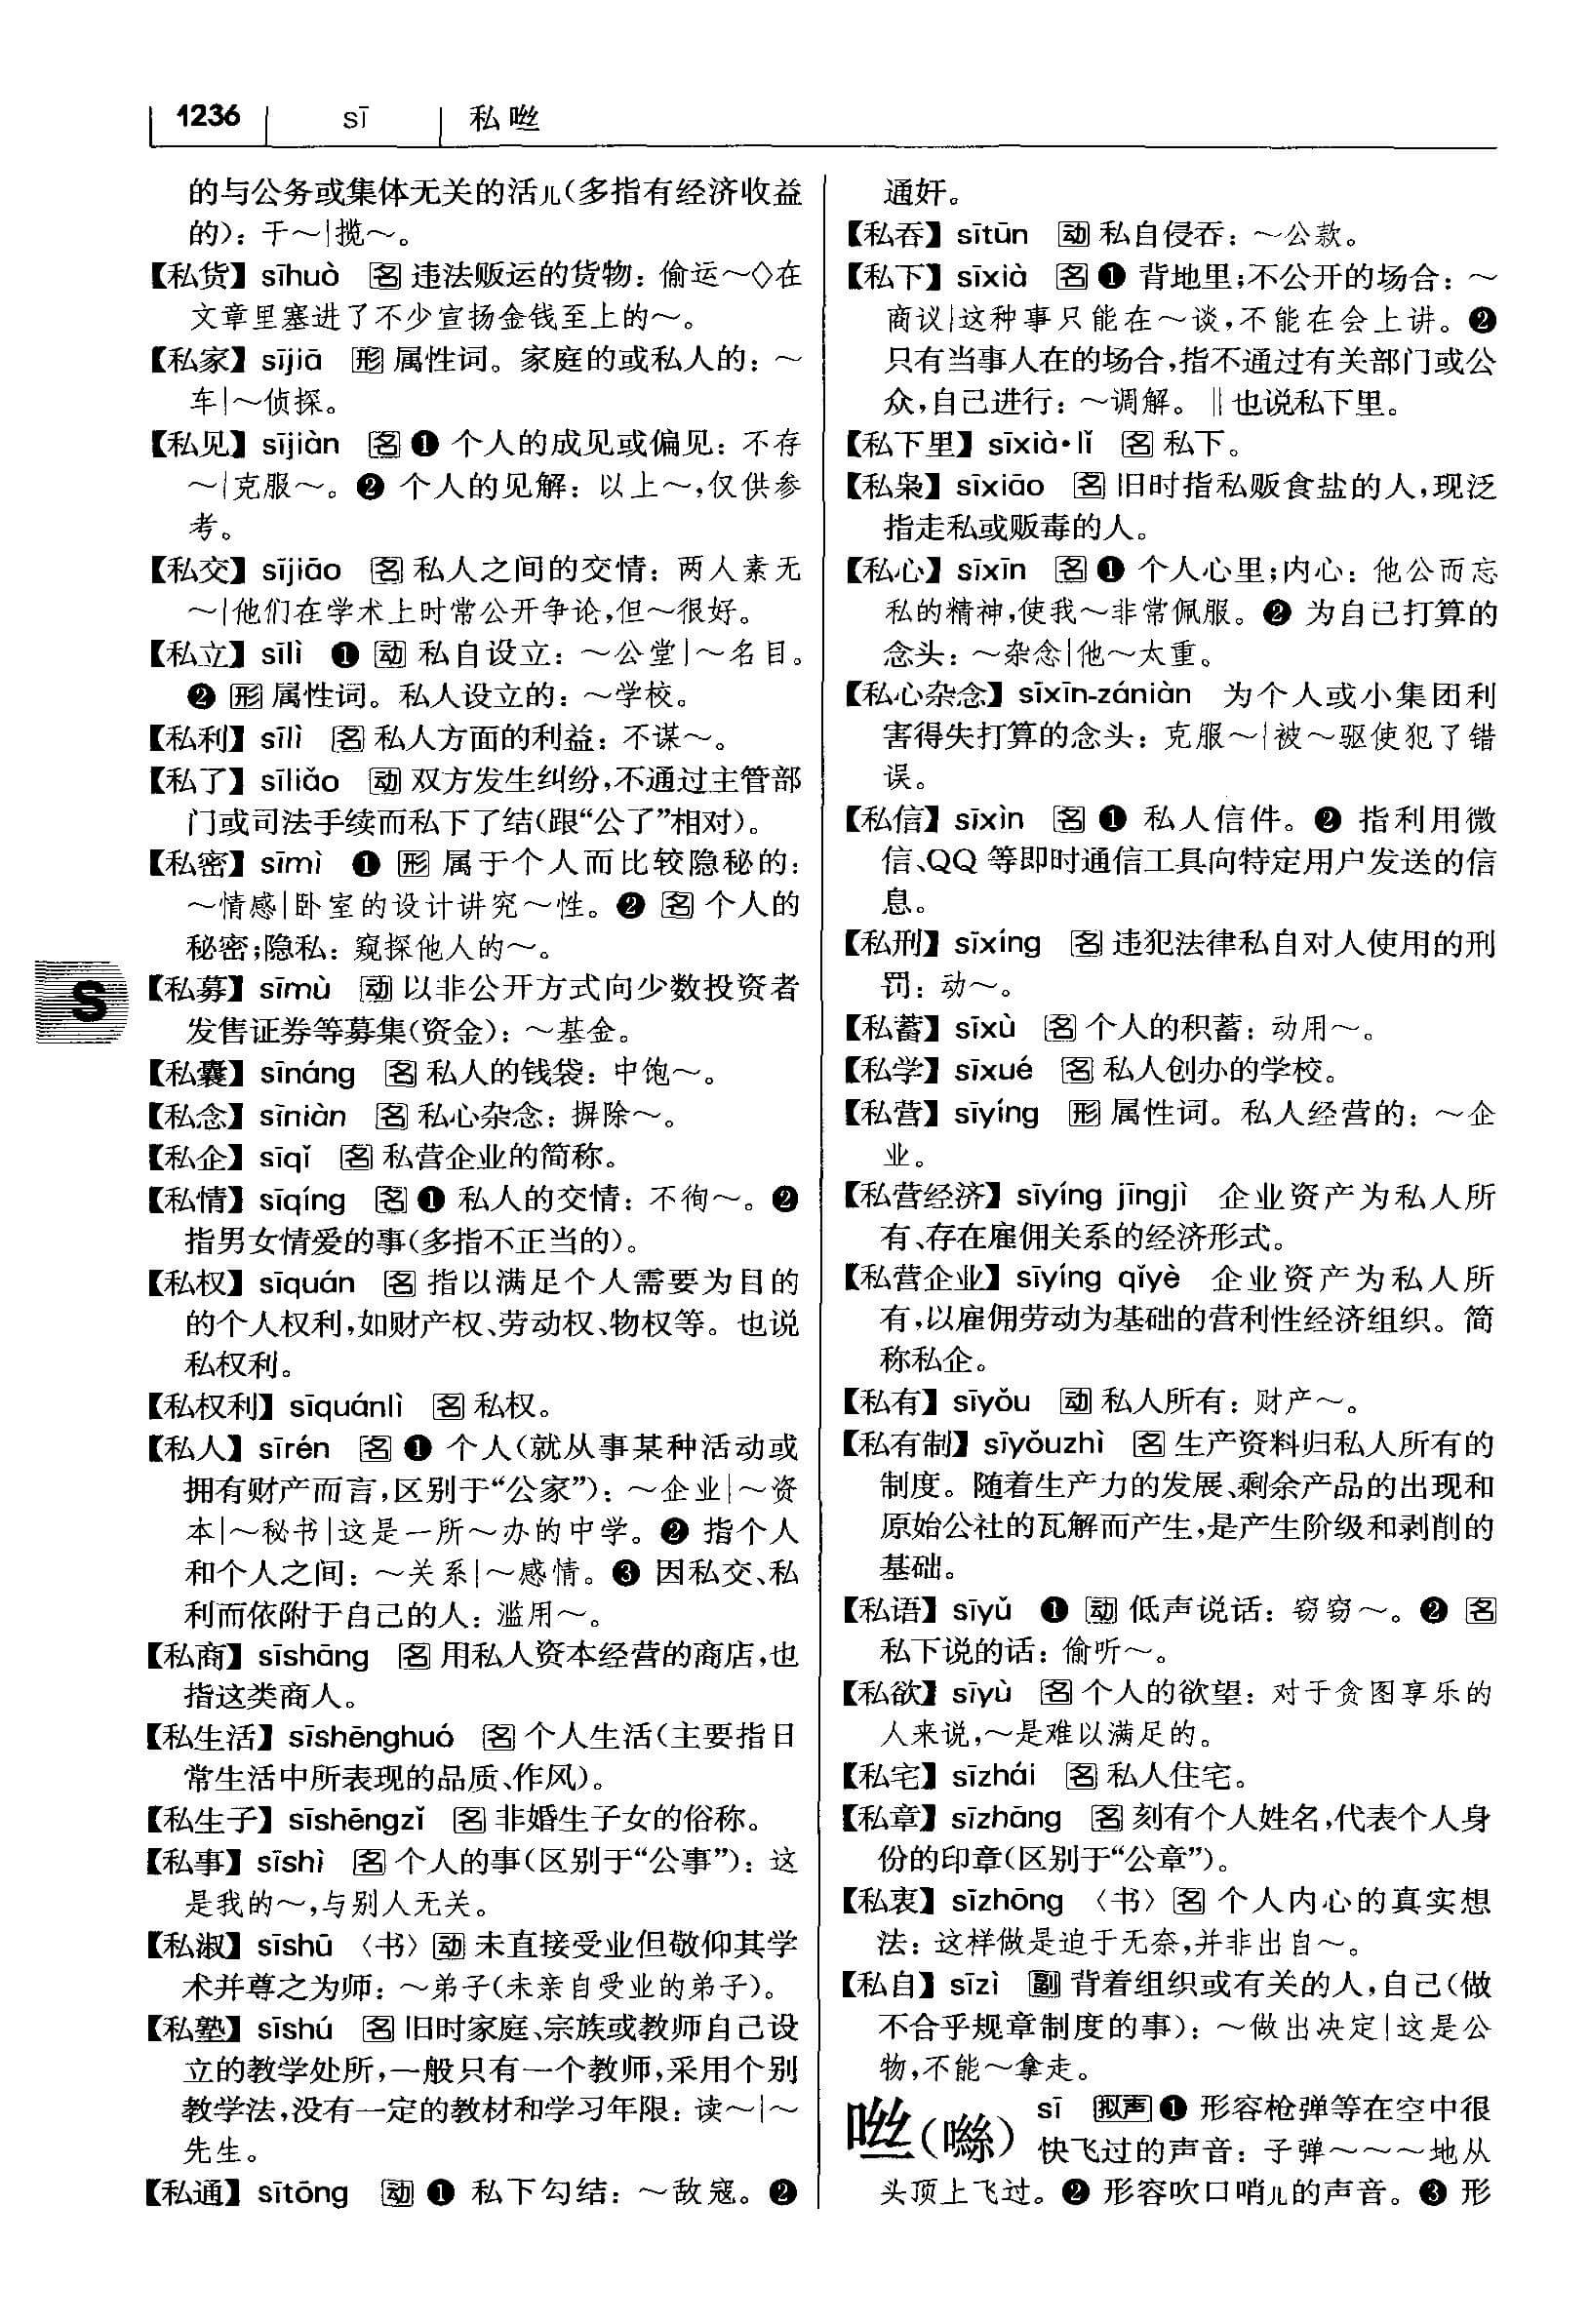 1236 sī 私 咝
的与公务或集体无关的活儿(多指有经济收益
的):干～|揽～。
【私货】sīhuò 名 违法贩运的货物:偷运～◇在
文章里塞进了不少宣扬金钱至上的～。
【私家】sījiā 形 属性词。家庭的或私人的:～
车|～侦探。
【私见】sījiàn 名 ❶ 个人的成见或偏见:不存
～|克服～。❷ 个人的见解:以上～,仅供参
考。
【私交】sījiāo 名 私人之间的交情:两人素无
～|他们在学术上时常公开争论,但～很好。
【私立】sīlì ❶ 动 私自设立:～公堂|～名目。
❷ 形 属性词。私人设立的:～学校。
【私利】sīlì 名 私人方面的利益:不谋～。
【私了】sīliǎo 动 双方发生纠纷,不通过主管部
门或司法手续而私下了结(跟“公了”相对)。
【私密】sīmì ❶ 形 属于个人而比较隐秘的:
～情感|卧室的设计讲究～性。❷ 名 个人的
秘密;隐私:窥探他人的～。
【私募】sīmù 动 以非公开方式向少数投资者
发售证券等募集(资金):～基金。
【私囊】sīnáng 名 私人的钱袋:中饱～。
【私念】sīniàn 名 私心杂念:摒除～。
【私企】sīqǐ 名 私营企业的简称。
【私情】sīqíng 名 ❶ 私人的交情:不徇～。❷
指男女情爱的事(多指不正当的)。
【私权】sīquán 名 指以满足个人需要为目的
的个人权利,如财产权、劳动权、物权等。也说
私权利。
【私权利】sīquánlì 名 私权。
【私人】sīrén 名 ❶ 个人(就从事某种活动或
拥有财产而言,区别于“公家”):～企业|～资
本|～秘书|这是一所～办的中学。❷ 指个人
和个人之间:～关系|～感情。❸ 因私交、私
利而依附于自己的人:滥用～。
【私商】sīshāng 名 用私人资本经营的商店,也
指这类商人。
【私生活】sīshēnghuó 名 个人生活(主要指日
常生活中所表现的品质、作风)。
【私生子】sīshēngzǐ 名 非婚生子女的俗称。
【私事】sīshì 名 个人的事(区别于“公事”):这
是我的～,与别人无关。
【私淑】sīshū 〈书〉动 未直接受业但敬仰其学
术并尊之为师:～弟子(未亲自受业的弟子)。
【私塾】sīshú 名 旧时家庭、宗族或教师自己设
立的教学处所,一般只有一个教师,采用个别
教学法,没有一定的教材和学习年限:读～|～
先生。
【私通】sītōng 动 ❶ 私下勾结:～敌寇。❷
S
通奸。
【私吞】sītūn 动 私自侵吞:～公款。
【私下】sīxià 名 ❶ 背地里;不公开的场合:～
商议|这种事只能在～谈,不能在会上讲。❷
只有当事人在的场合,指不通过有关部门或公
众,自己进行:～调解。‖也说私下里。
【私下里】sīxià·lǐ 名 私下。
【私枭】sīxiāo 名 旧时指私贩食盐的人,现泛
指走私或贩毒的人。
【私心】sīxīn 名 ❶ 个人心里;内心:他公而忘
私的精神,使我～非常佩服。❷ 为自己打算的
念头:～杂念|他～太重。
【私心杂念】sīxīn-zániàn 为个人或小集团利
害得失打算的念头:克服～|被～驱使犯了错
误。
【私信】sīxìn 名 ❶ 私人信件。❷ 指利用微
信、QQ 等即时通信工具向特定用户发送的信
息。
【私刑】sīxíng 名 违犯法律私自对人使用的刑
罚:动～。
【私蓄】sīxù 名 个人的积蓄:动用～。
【私学】sīxué 名 私人创办的学校。
【私营】sīyíng 形 属性词。私人经营的:～企
业。
【私营经济】sīyíng jīngjì 企业资产为私人所
有、存在雇佣关系的经济形式。
【私营企业】sīyíng qǐyè 企业资产为私人所
有,以雇佣劳动为基础的营利性经济组织。简
称私企。
【私有】sīyǒu 动 私人所有:财产～。
【私有制】sīyǒuzhì 名 生产资料归私人所有的
制度。随着生产力的发展、剩余产品的出现和
原始公社的瓦解而产生,是产生阶级和剥削的
基础。
【私语】sīyǔ ❶ 动 低声说话:窃窃～。❷ 名
私下说的话:偷听～。
【私欲】sīyù 名 个人的欲望:对于贪图享乐的
人来说,～是难以满足的。
【私宅】sīzhái 名 私人住宅。
【私章】sīzhāng 名 刻有个人姓名,代表个人身
份的印章(区别于“公章”)。
【私衷】sīzhōng 〈书〉名 个人内心的真实想
法:这样做是迫于无奈,并非出自～。
【私自】sīzì 副 背着组织或有关的人,自己(做
不合乎规章制度的事):～做出决定|这是公
物,不能～拿走。
咝(噝) sī 拟声 ❶ 形容枪弹等在空中很
快飞过的声音:子弹～～～地从
头顶上飞过。❷ 形容吹口哨儿的声音。❸ 形